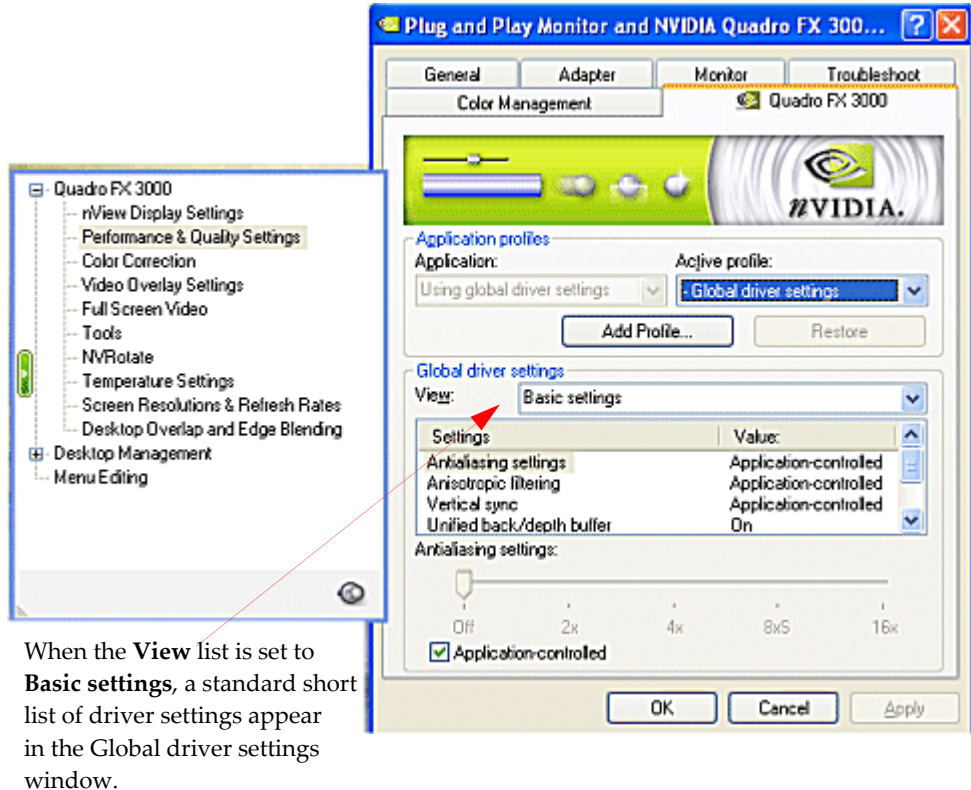 Plug and Play Monitor and NVIDIA Quadro FX 300...
General Adapter Monitor Troubleshoot
Color Management Quadro FX 3000
nVIDIA.
Quadro FX 3000
nView Display Settings
Performance & Quality Settings
Color Correction
Video Overlay Settings
Full Screen Video
Tools
NVRotate
Temperature Settings
Screen Resolutions & Refresh Rates
Desktop Overlap and Edge Blending
Desktop Management
Menu Editing
Application profiles
Application: Active profile:
Using global driver settings - Global driver settings
Add Profile... Restore
Global driver settings
View: Basic settings
Settings Value:
Antialiasing settings Application-controlled
Anisotropic filtering Application-controlled
Vertical sync Application-controlled
Unified back/depth buffer On
Antialiasing settings:
Off 2x 4x 8xS 16x
Application-controlled
OK Cancel Apply
When the View list is set to
Basic settings, a standard short
list of driver settings appear
in the Global driver settings
window.